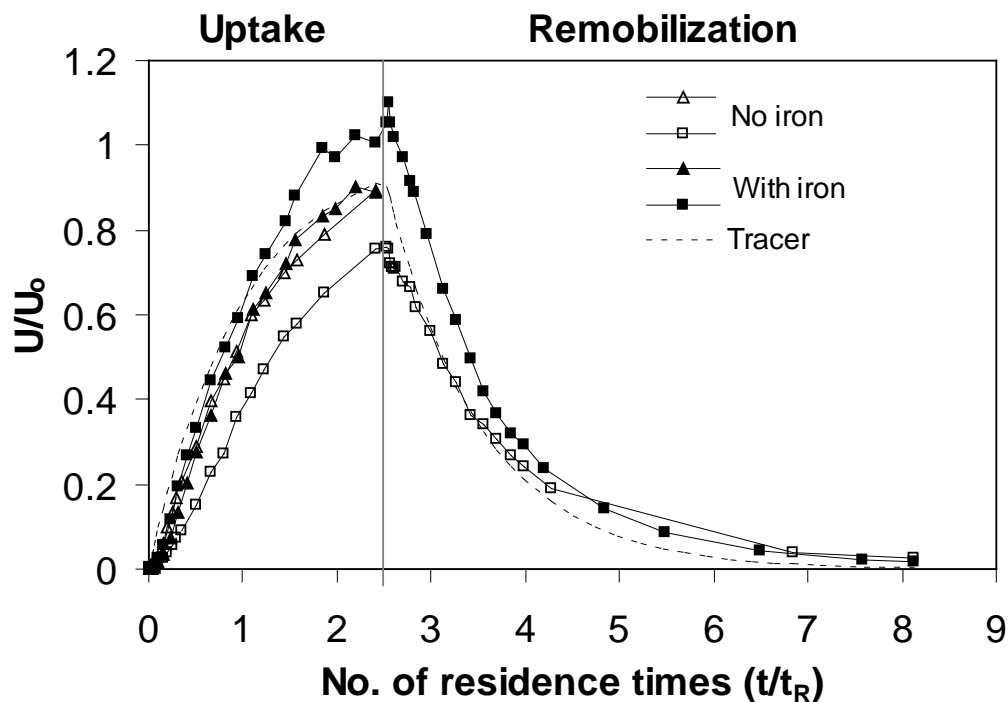 Uptake Remobilization
1.2
1
0.8
0.6
0.4
0.2
0
U/Uo
No iron
With iron
Tracer
0 1 2 3 4 5 6 7 8 9
No. of residence times (t/tR)